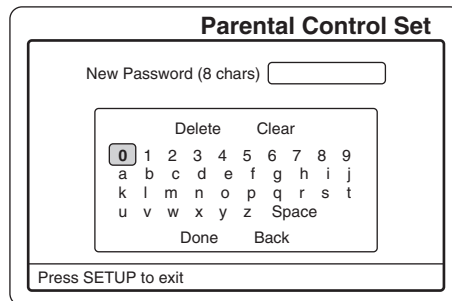 Parental Control Set
New Password (8 chars)
Delete Clear
0 1 2 3 4 5 6 7 8 9
a b c d e f g h i j
k l m n o p q r s t
u v w x y z Space
Done Back
Press SETUP to exit